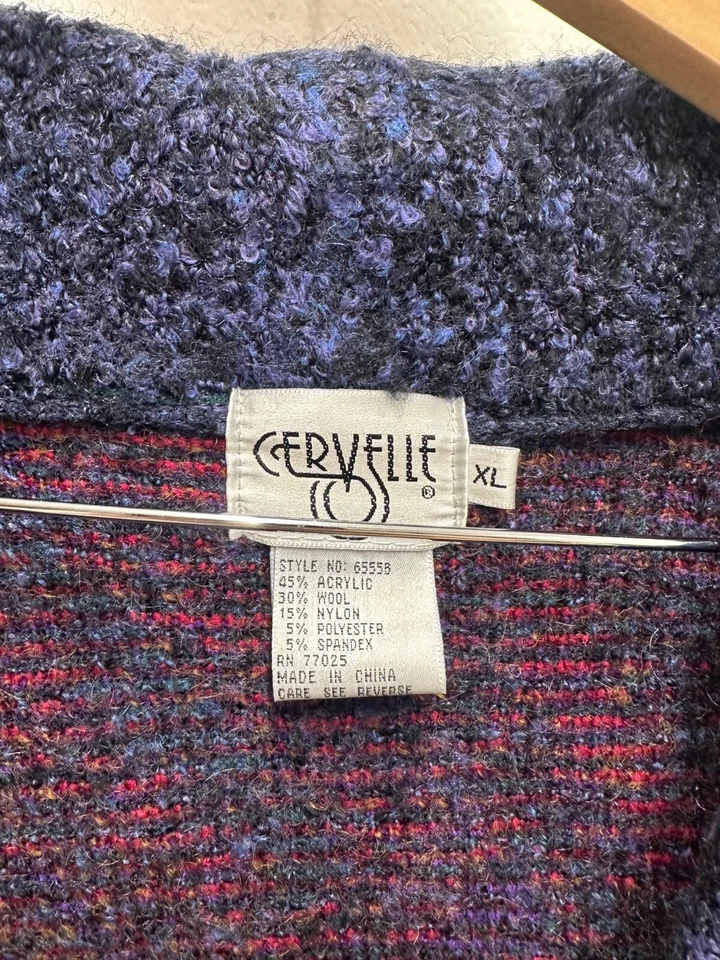 CERVELLE
®
XL
STYLE NO: 6555B
45% ACRYLIC
30% WOOL
15% NYLON
5% POLYESTER
5% SPANDEX
RN 77025
MADE IN CHINA
CARE SEE REVERSE